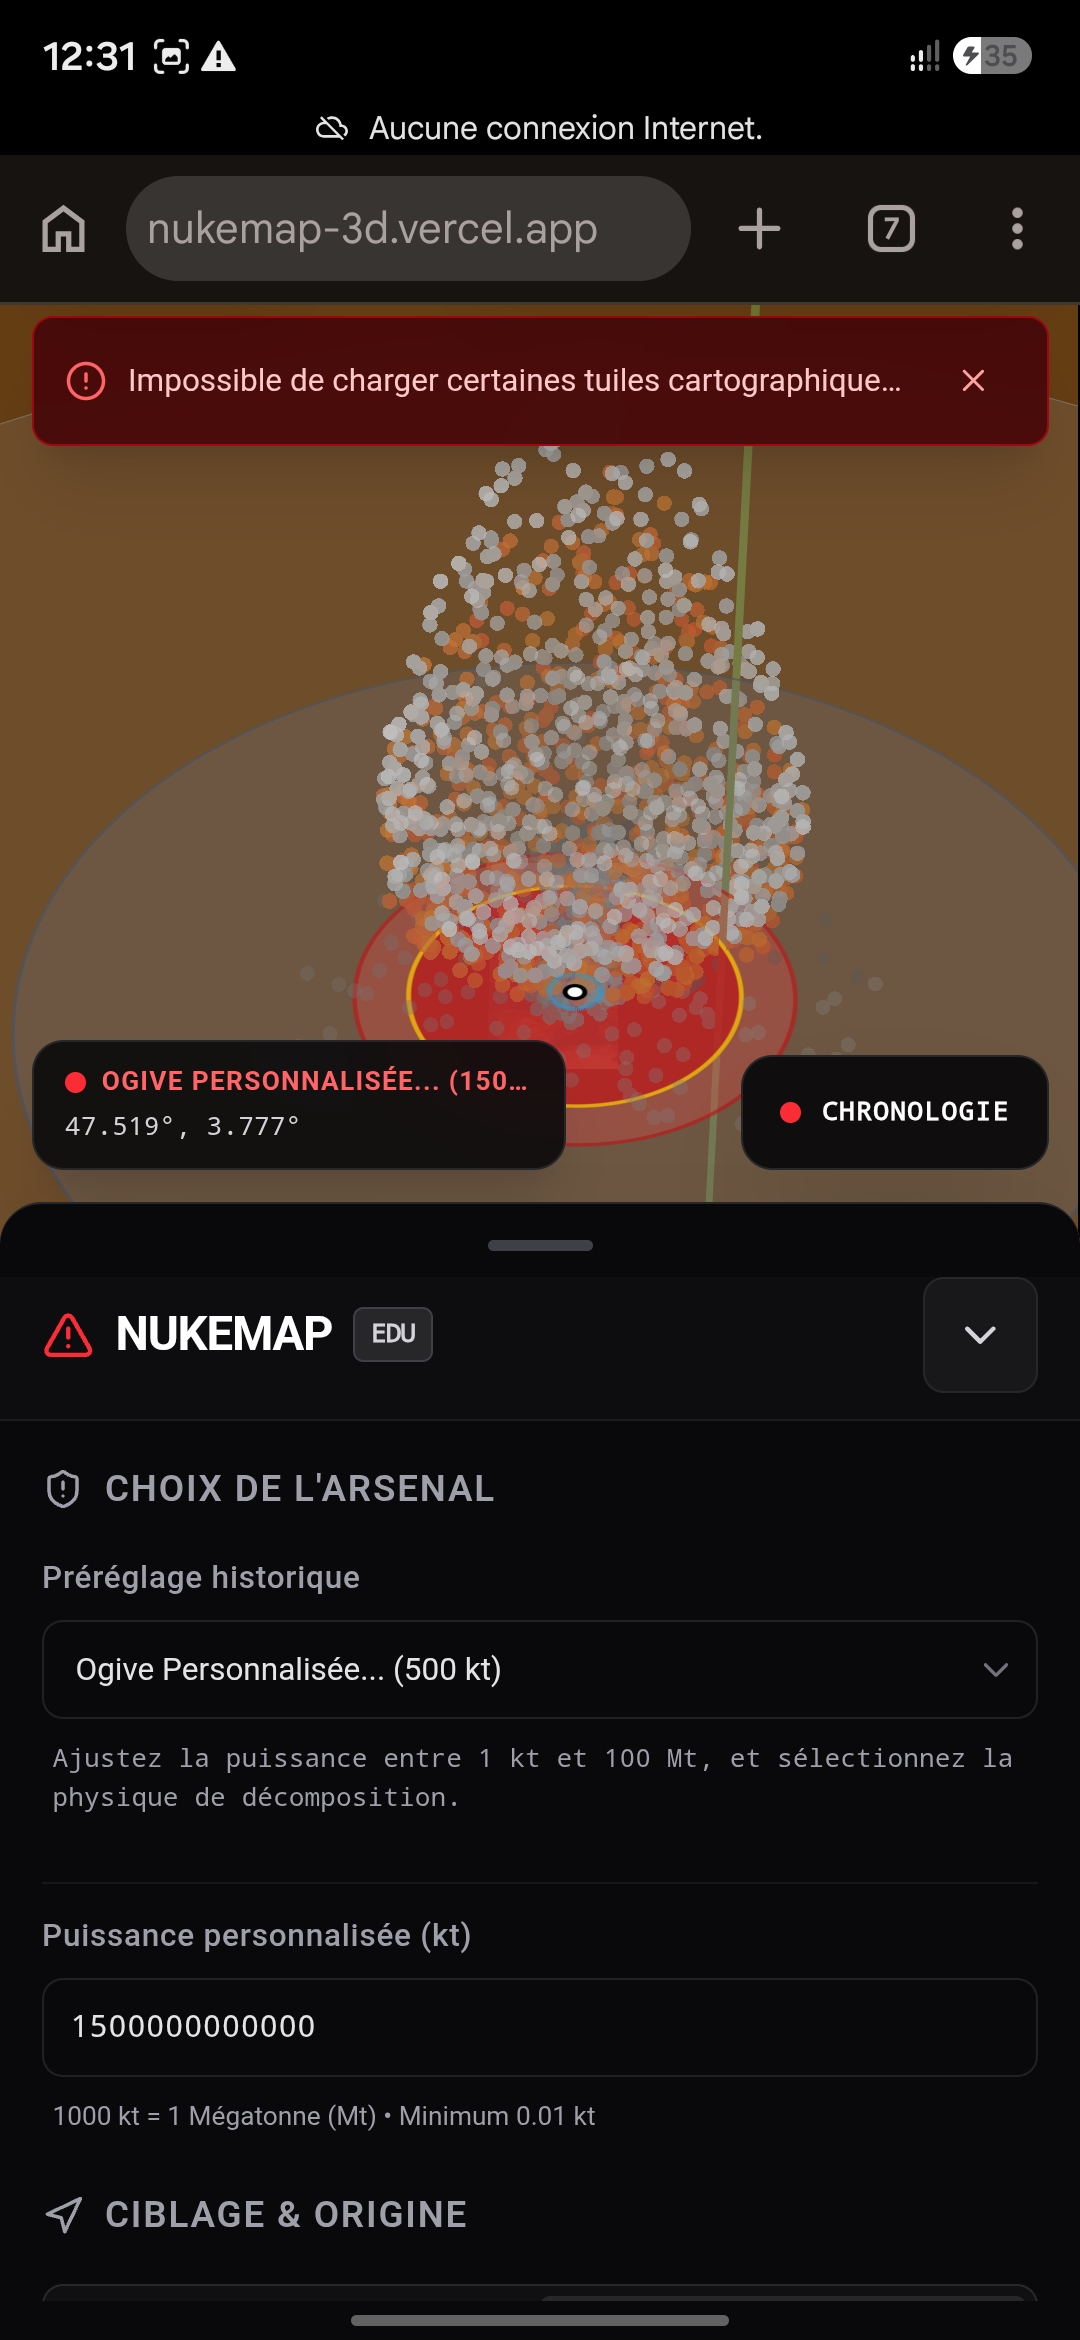 12:31
35
Aucune connexion Internet.
nukemap-3d.vercel.app
7
Impossible de charger certaines tuiles cartographique…
OGIVE PERSONNALISÉE... (150…
47.519°, 3.777°
CHRONOLOGIE
NUKEMAP EDU
CHOIX DE L'ARSENAL
Préréglage historique
Ogive Personnalisée... (500 kt)
Ajustez la puissance entre 1 kt et 100 Mt, et sélectionnez la
physique de décomposition.
Puissance personnalisée (kt)
1500000000000
1000 kt = 1 Mégatonne (Mt) • Minimum 0.01 kt
CIBLAGE & ORIGINE